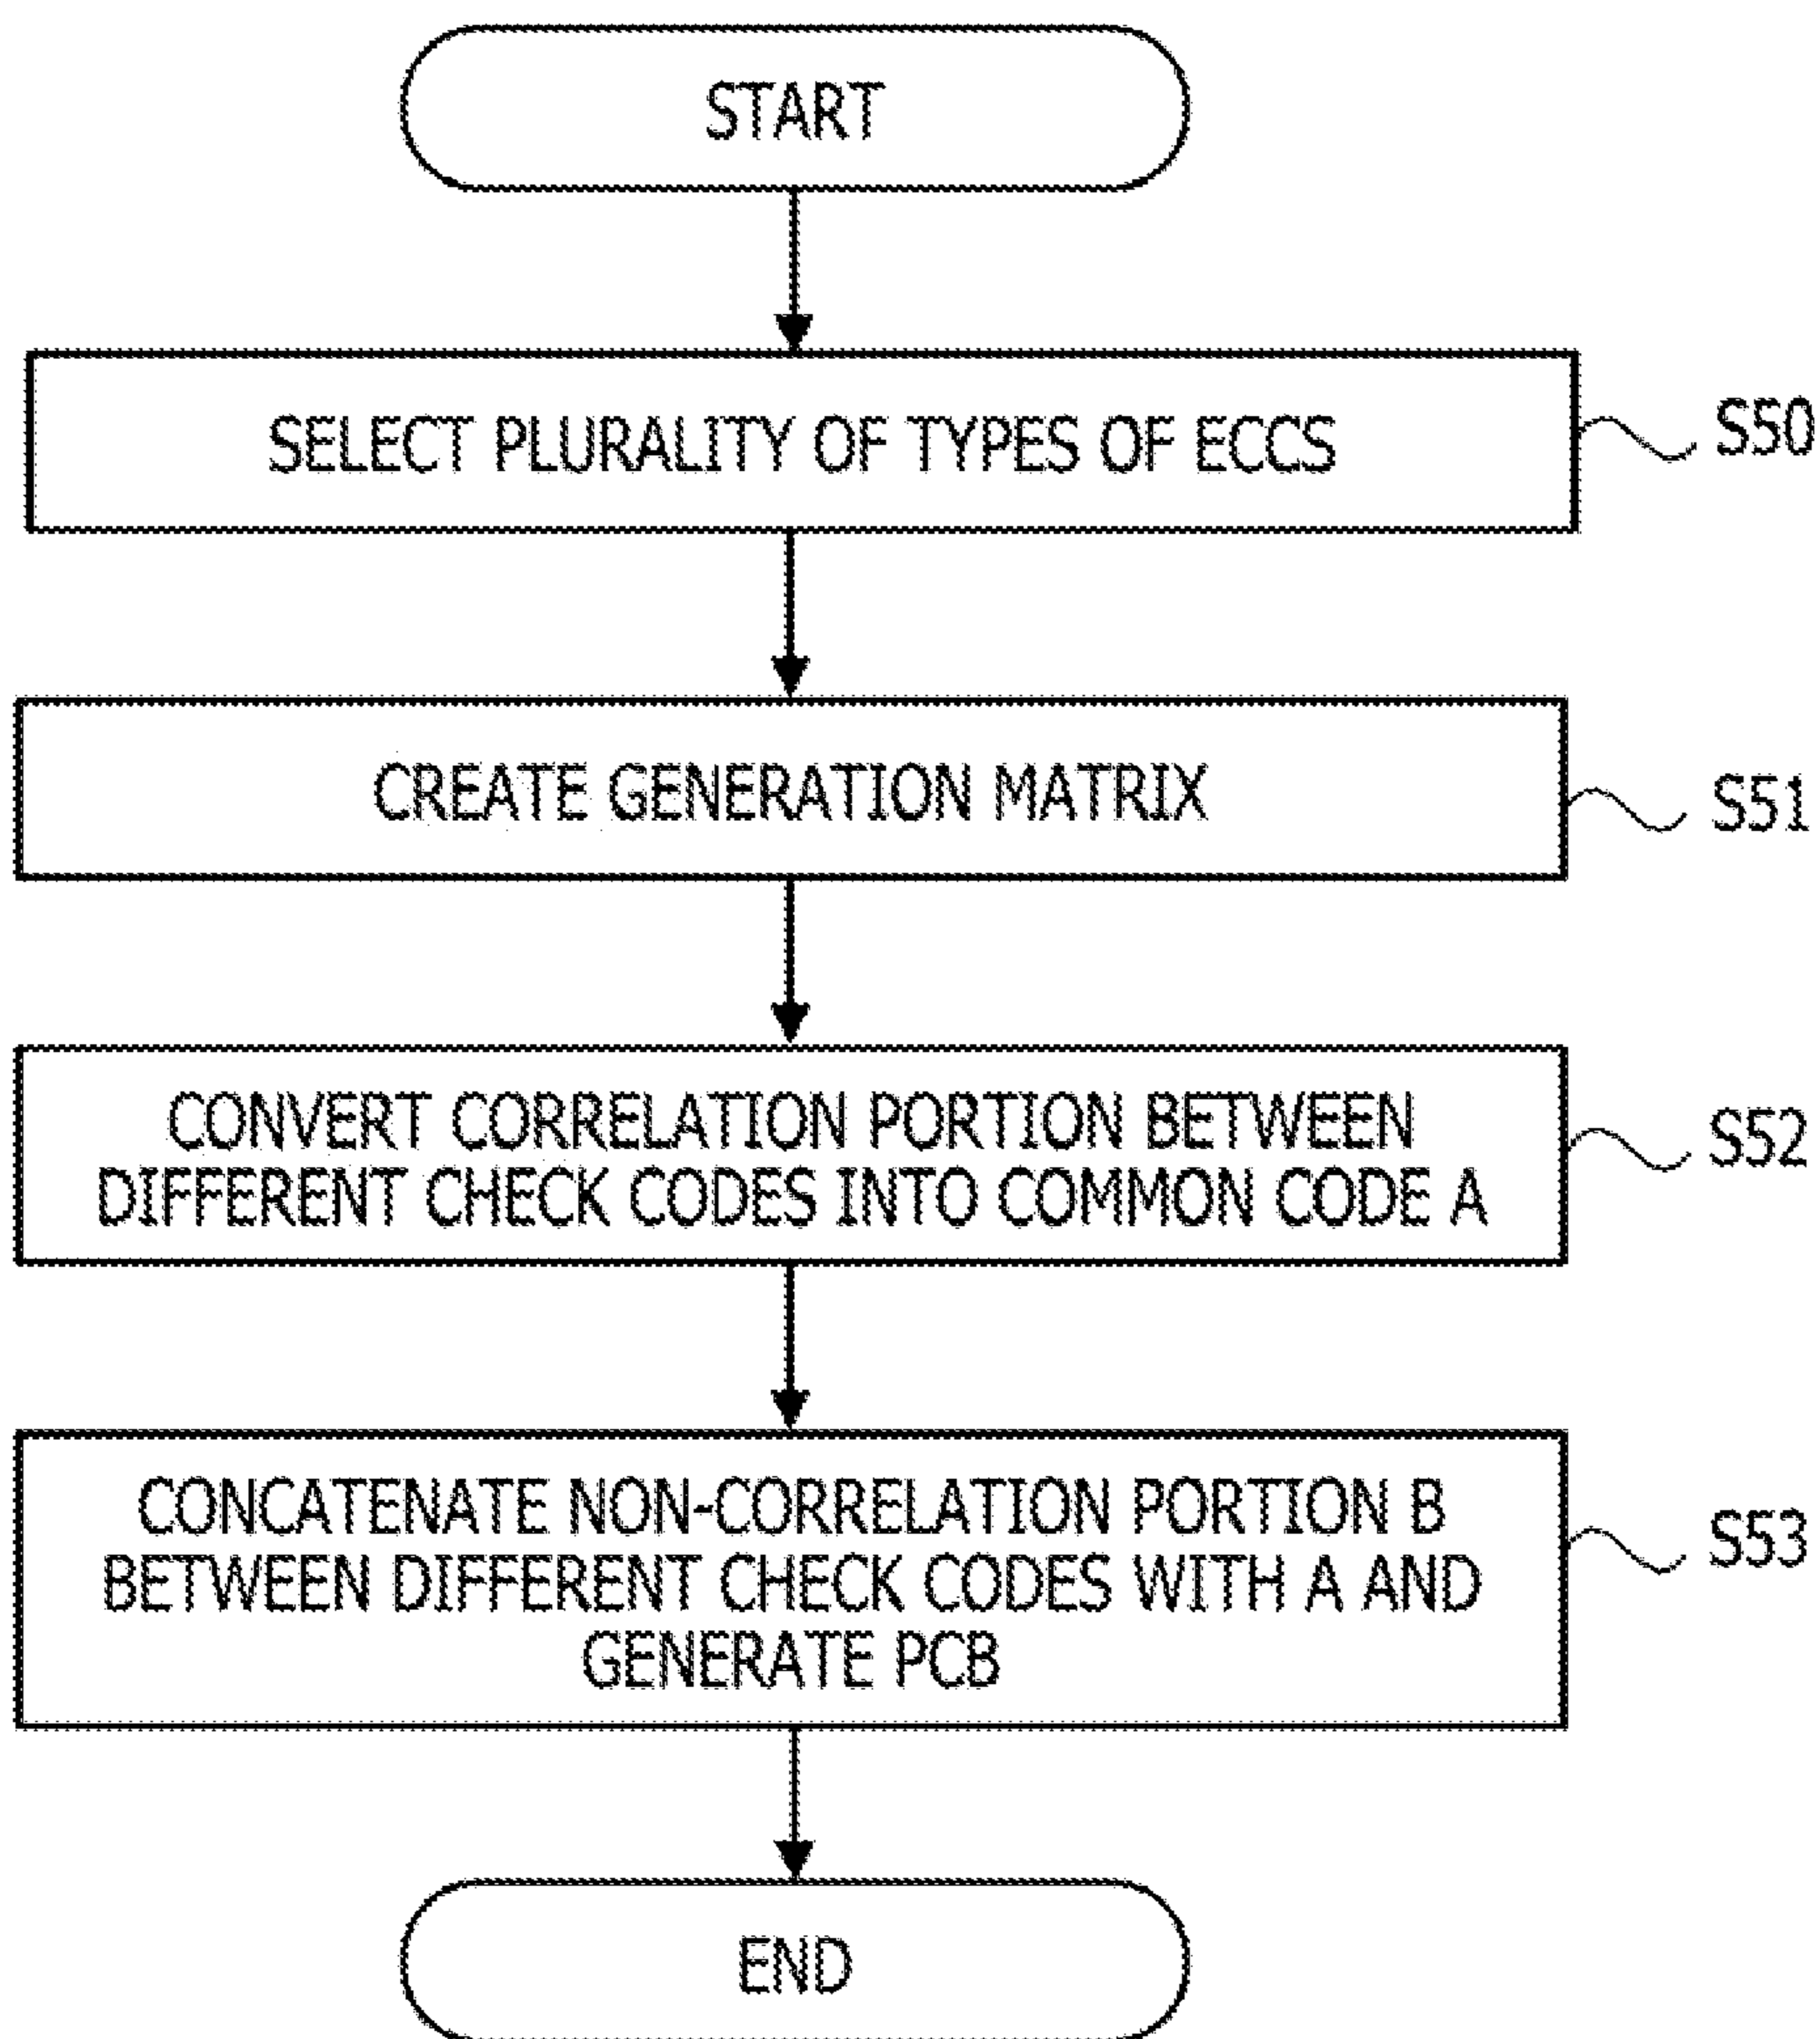 START
SELECT PLURALITY OF TYPES OF ECCS
S50
CREATE GENERATION MATRIX
S51
CONVERT CORRELATION PORTION BETWEEN
DIFFERENT CHECK CODES INTO COMMON CODE A
S52
CONCATENATE NON-CORRELATION PORTION B
BETWEEN DIFFERENT CHECK CODES WITH A AND
GENERATE PCB
S53
END